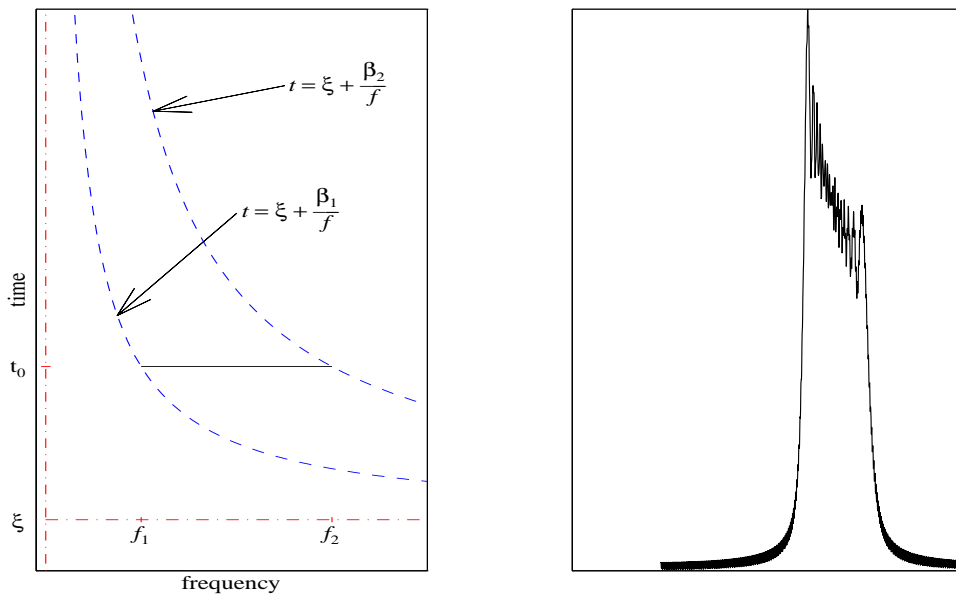 t = ξ + β₂/f
t = ξ + β₁/f
time
t₀
ξ
f₁
f₂
frequency